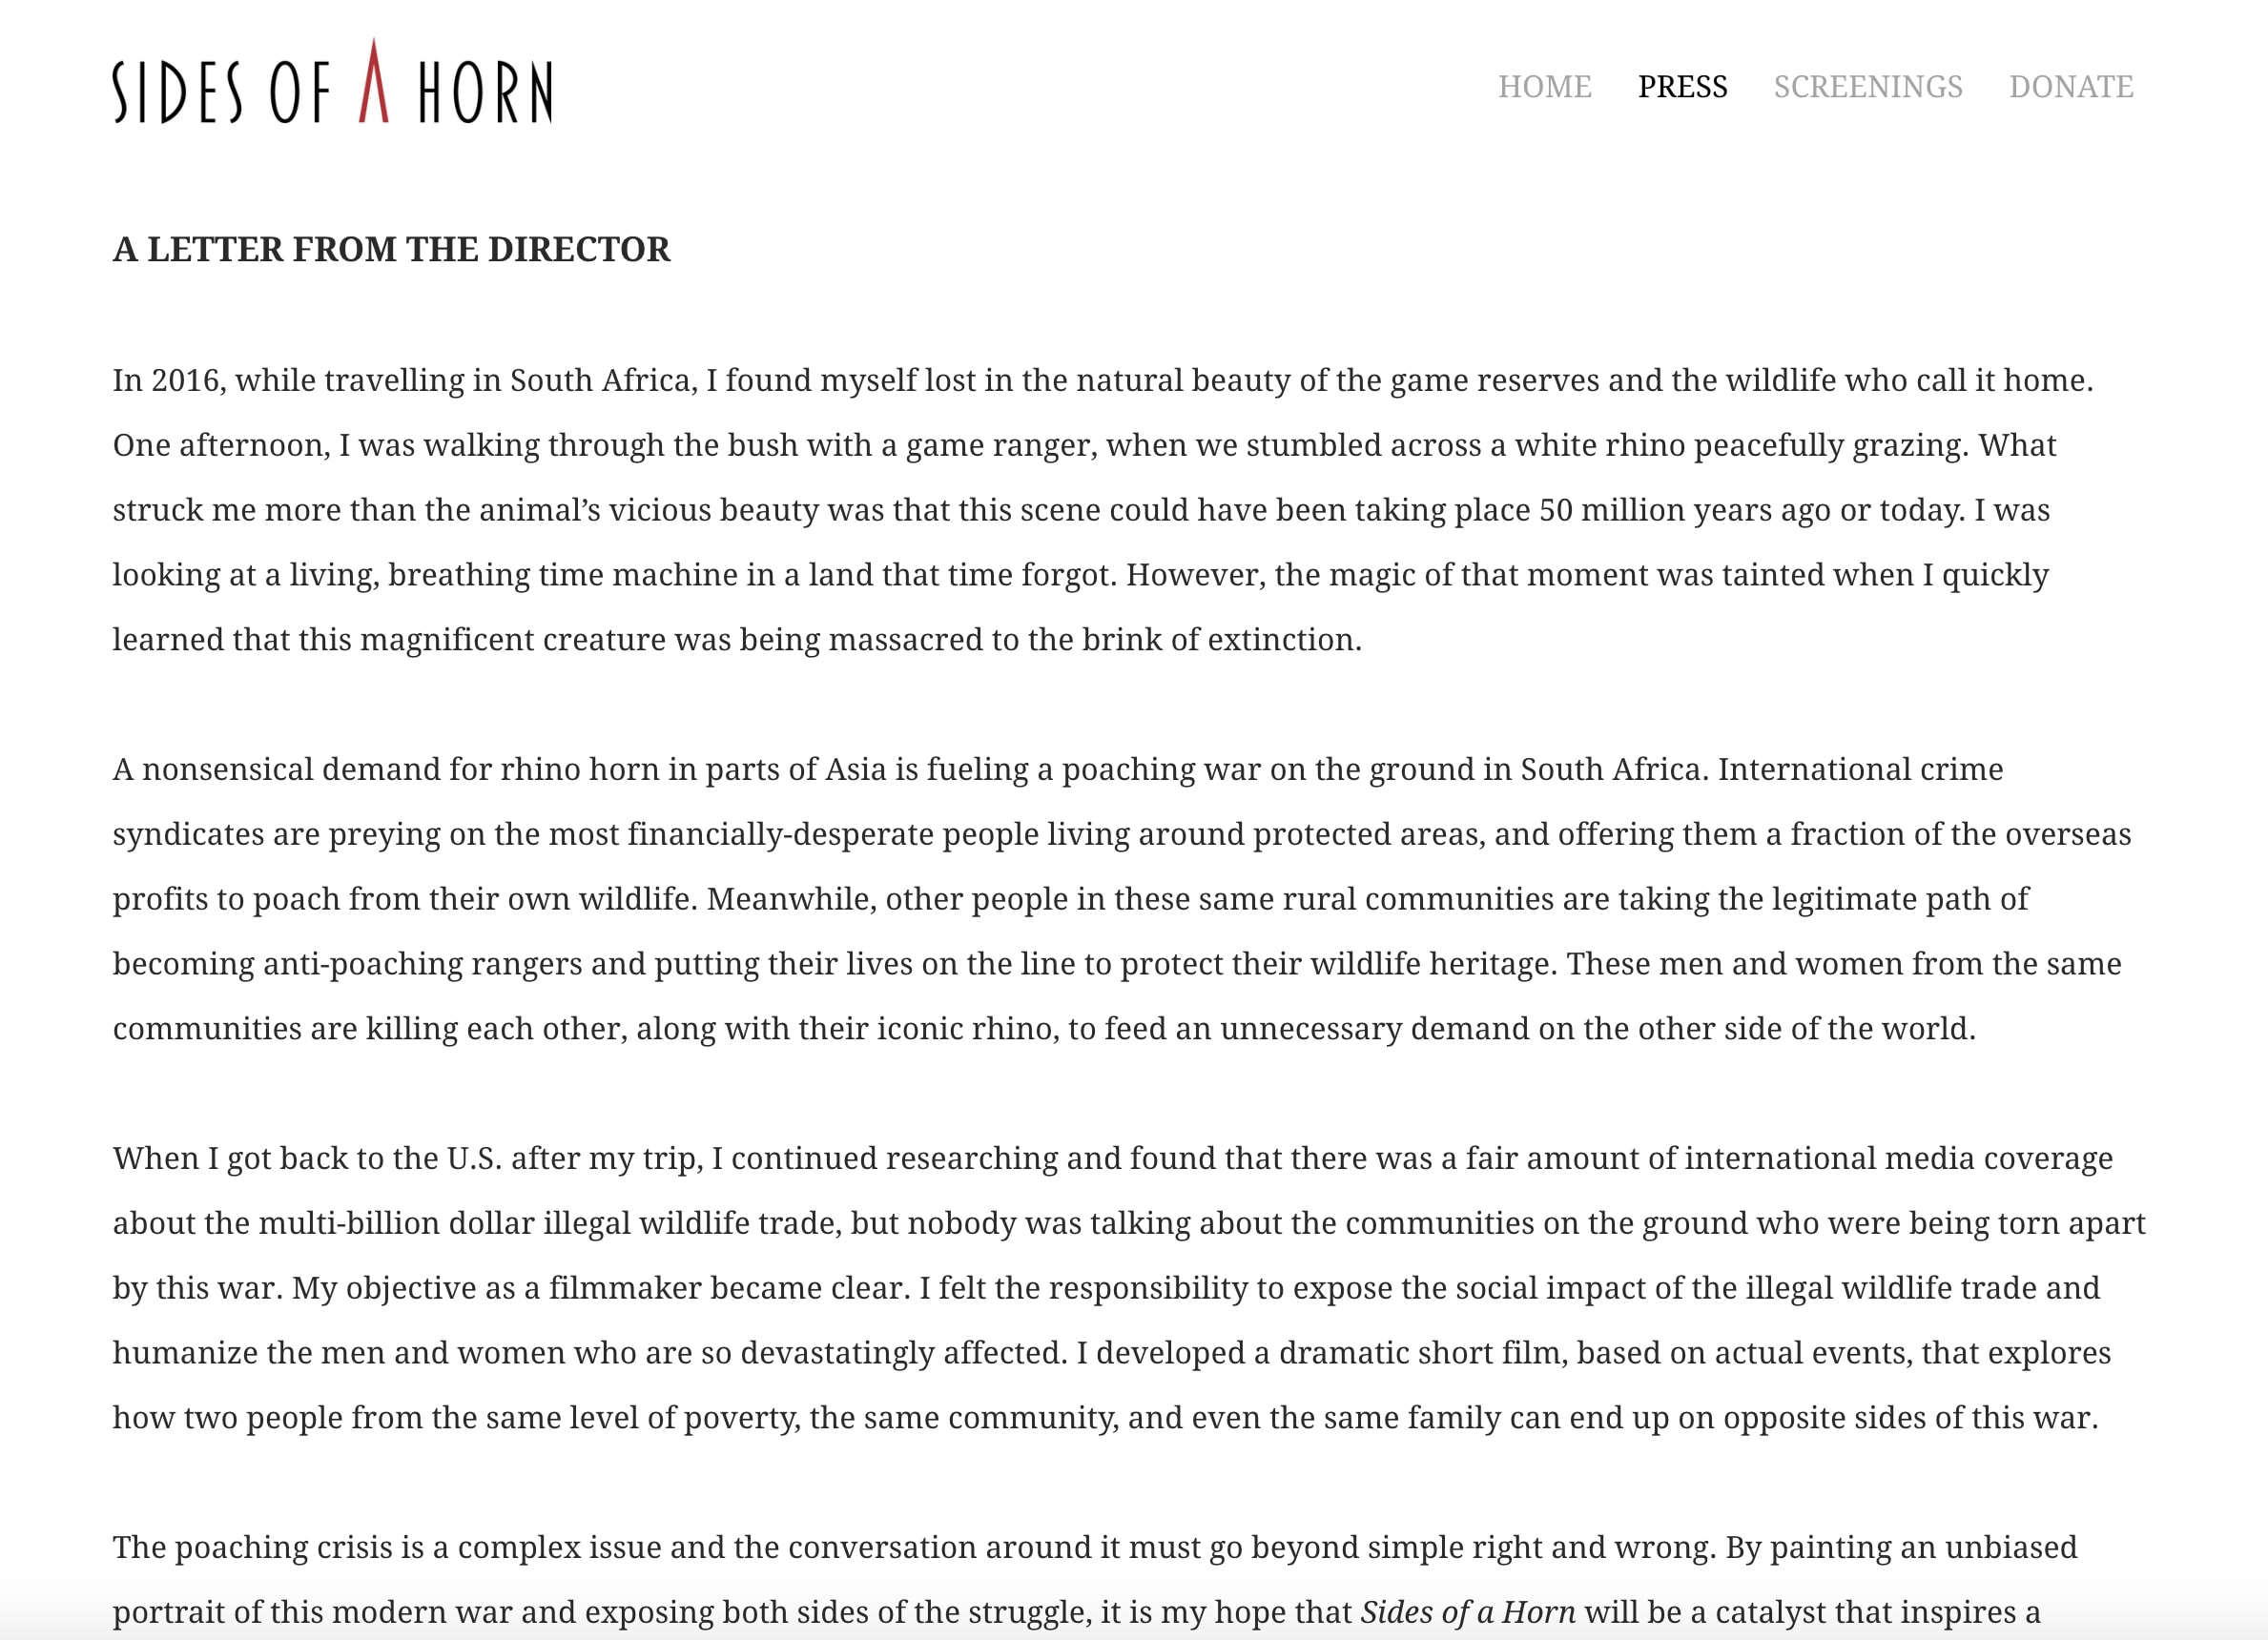 SIDES OF A HORN
HOME PRESS SCREENINGS DONATE
A LETTER FROM THE DIRECTOR
In 2016, while travelling in South Africa, I found myself lost in the natural beauty of the game reserves and the wildlife who call it home.
One afternoon, I was walking through the bush with a game ranger, when we stumbled across a white rhino peacefully grazing. What
struck me more than the animal’s vicious beauty was that this scene could have been taking place 50 million years ago or today. I was
looking at a living, breathing time machine in a land that time forgot. However, the magic of that moment was tainted when I quickly
learned that this magnificent creature was being massacred to the brink of extinction.
A nonsensical demand for rhino horn in parts of Asia is fueling a poaching war on the ground in South Africa. International crime
syndicates are preying on the most financially-desperate people living around protected areas, and offering them a fraction of the overseas
profits to poach from their own wildlife. Meanwhile, other people in these same rural communities are taking the legitimate path of
becoming anti-poaching rangers and putting their lives on the line to protect their wildlife heritage. These men and women from the same
communities are killing each other, along with their iconic rhino, to feed an unnecessary demand on the other side of the world.
When I got back to the U.S. after my trip, I continued researching and found that there was a fair amount of international media coverage
about the multi-billion dollar illegal wildlife trade, but nobody was talking about the communities on the ground who were being torn apart
by this war. My objective as a filmmaker became clear. I felt the responsibility to expose the social impact of the illegal wildlife trade and
humanize the men and women who are so devastatingly affected. I developed a dramatic short film, based on actual events, that explores
how two people from the same level of poverty, the same community, and even the same family can end up on opposite sides of this war.
The poaching crisis is a complex issue and the conversation around it must go beyond simple right and wrong. By painting an unbiased
portrait of this modern war and exposing both sides of the struggle, it is my hope that Sides of a Horn will be a catalyst that inspires a